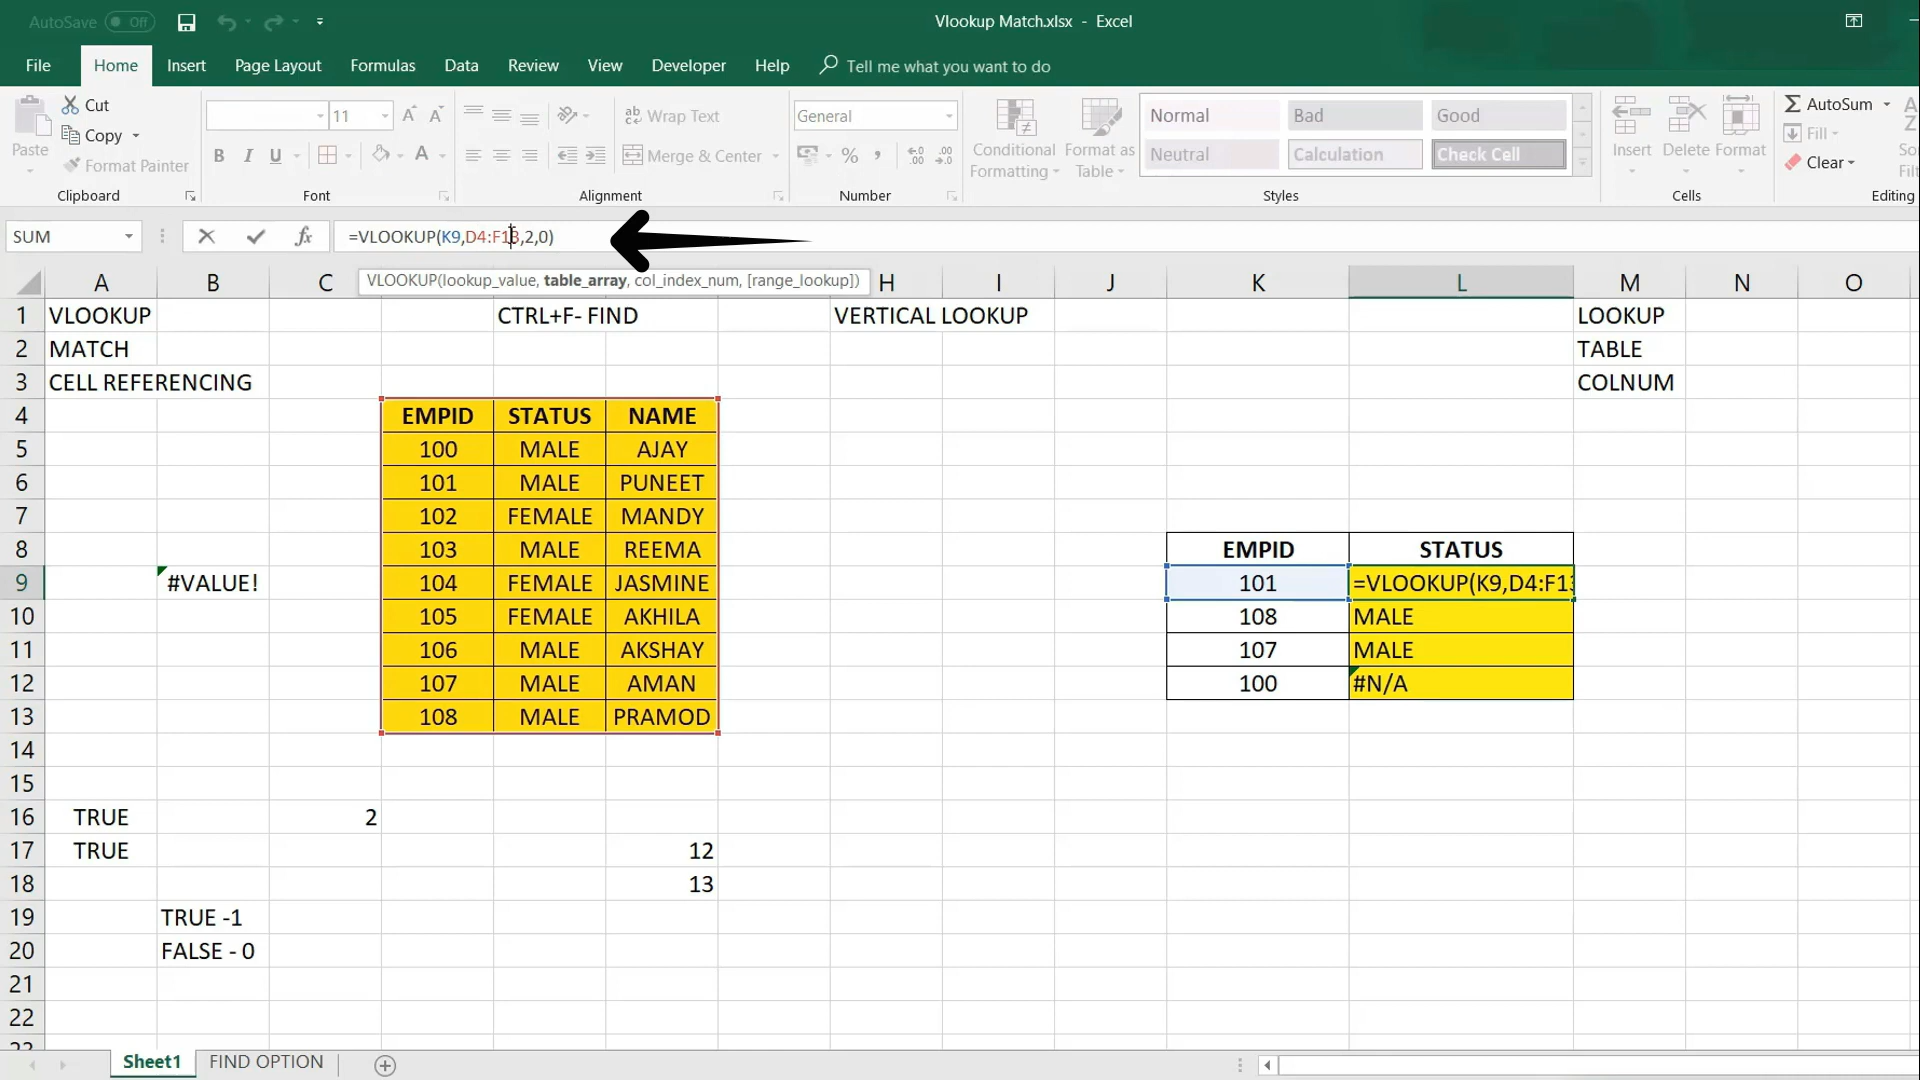 AutoSave Off
Vlookup Match.xlsx - Excel
File Home Insert Page Layout Formulas Data Review View Developer Help Tell me what you want to do
Paste Cut Copy Format Painter
Clipboard
11 B I U A
Font
Wrap Text
Merge & Center
Alignment
General
%
Number
Conditional Formatting
Format as Table
Normal Bad Good
Neutral Calculation Check Cell
Styles
Insert Delete Format
Cells
AutoSum
Fill
Clear
Editing
SUM fx =VLOOKUP(K9,D4:F13,2,0)
VLOOKUP(lookup_value, table_array, col_index_num, [range_lookup])
A B C H I J K L M N O
1 VLOOKUP CTRL+F- FIND VERTICAL LOOKUP LOOKUP
2 MATCH TABLE
3 CELL REFERENCING COLNUM
4 EMPID STATUS NAME
5 100 MALE AJAY
6 101 MALE PUNEET
7 102 FEMALE MANDY
8 103 MALE REEMA EMPID STATUS
9 #VALUE! 104 FEMALE JASMINE 101 =VLOOKUP(K9,D4:F13
10 105 FEMALE AKHILA 108 MALE
11 106 MALE AKSHAY 107 MALE
12 107 MALE AMAN 100 #N/A
13 108 MALE PRAMOD
14
15
16 TRUE 2
17 TRUE 12
18 13
19 TRUE -1
20 FALSE - 0
21
22
Sheet1 FIND OPTION